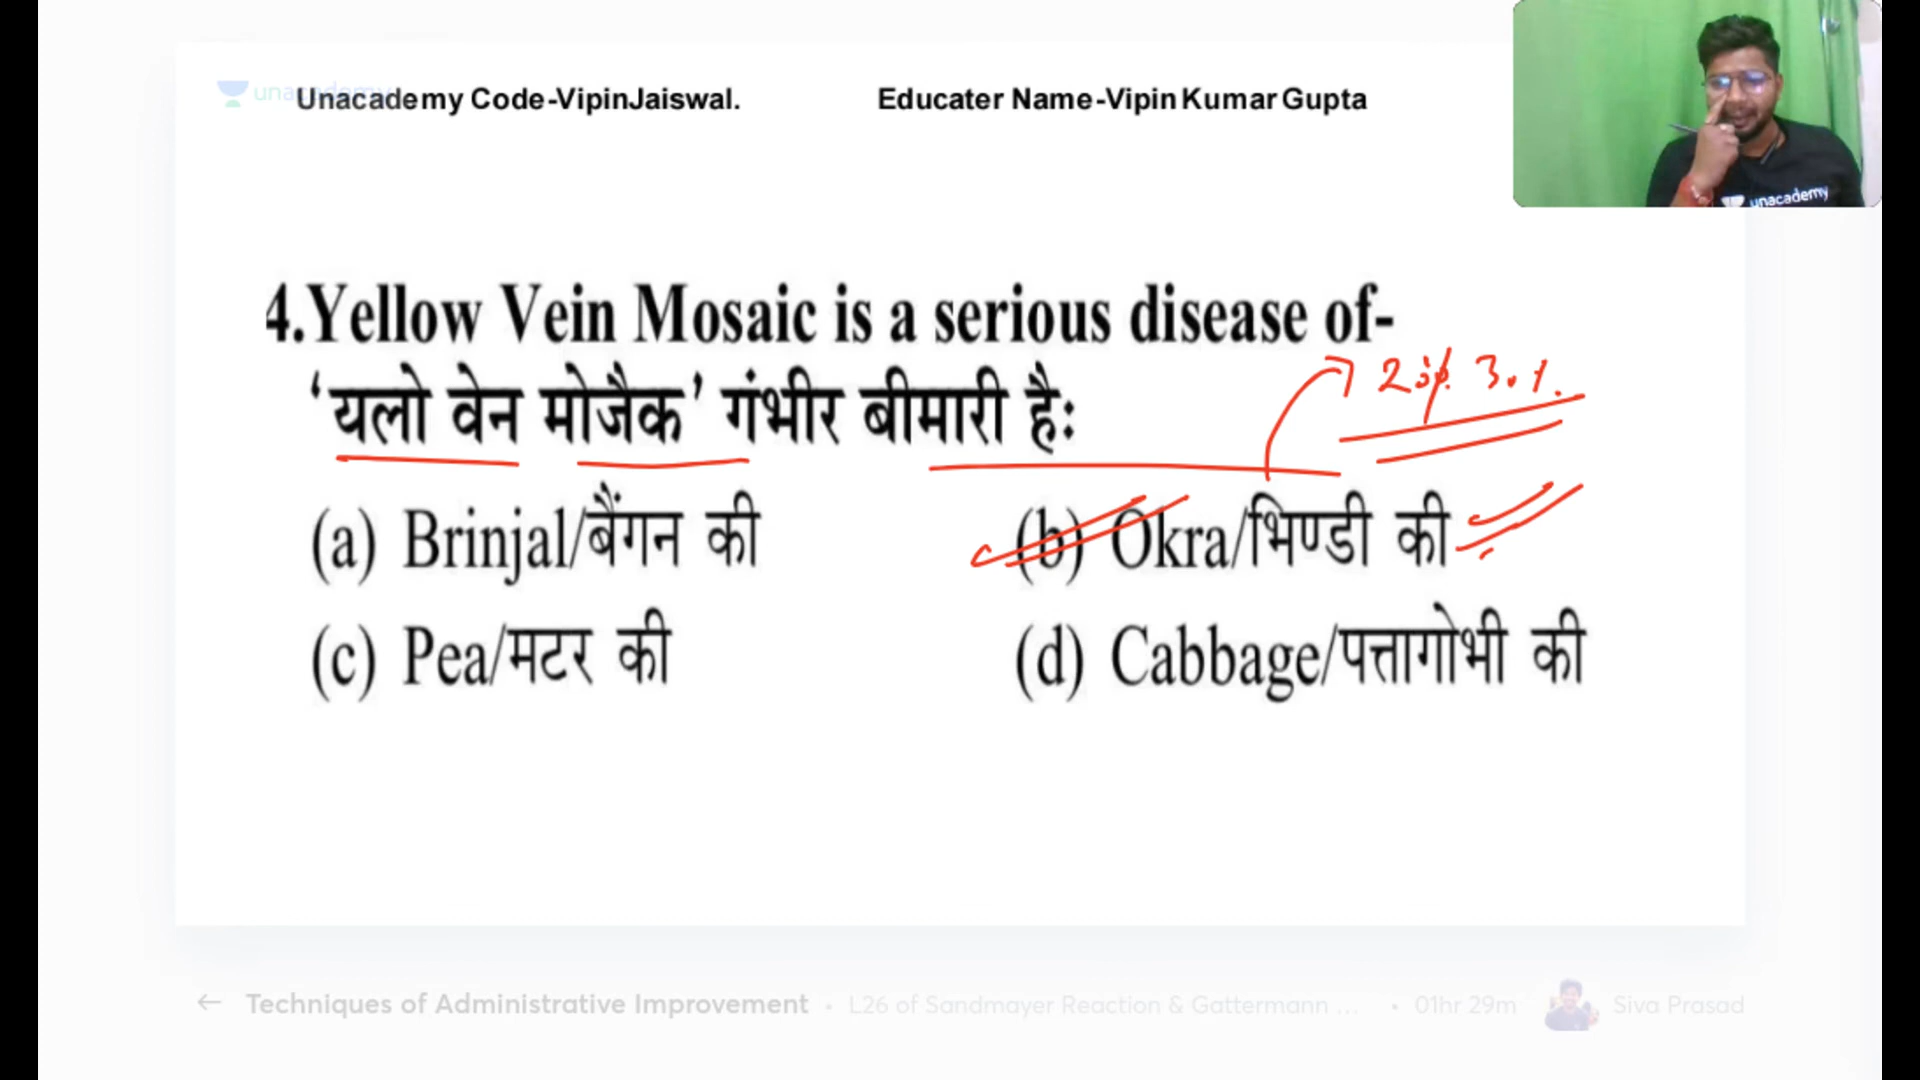 unacademy
Unacademy Code-VipinJaiswal.
Educater Name-Vipin Kumar Gupta
unacademy
4.Yellow Vein Mosaic is a serious disease of-
‘यलो वेन मोजैक’ गंभीर बीमारी हैः
(a) Brinjal/बैंगन की
(b) Okra/भिण्डी की
(c) Pea/मटर की
(d) Cabbage/पत्तागोभी की
← Techniques of Administrative Improvement • L26 of Sandmayer Reaction & Gattermann ... • 01hr 29m Siva Prasad